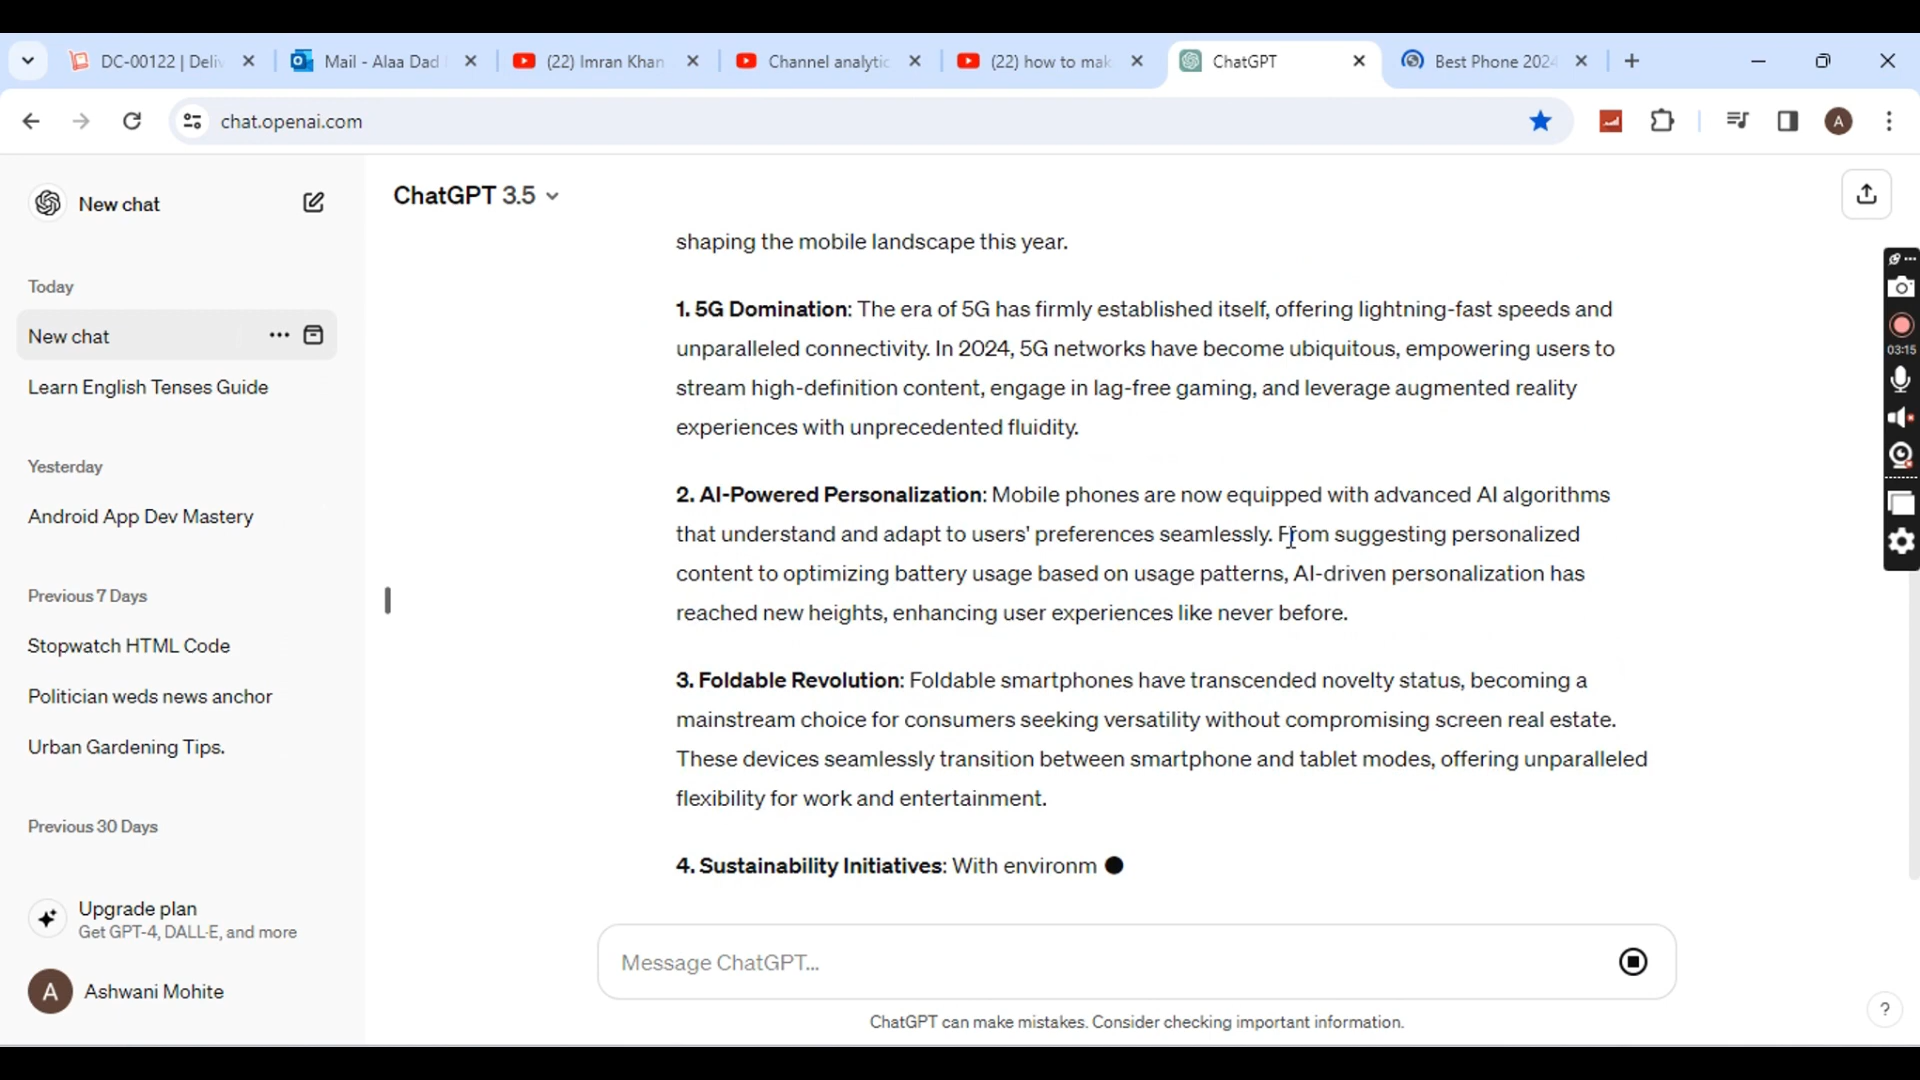 DC-00122 | Deli
Mail - Alaa Dad
(22) Imran Khan
Channel analytic
(22) how to mak
ChatGPT
Best Phone 2024
chat.openai.com
A
New chat
ChatGPT 3.5
Today
New chat
Learn English Tenses Guide
Yesterday
Android App Dev Mastery
Previous 7 Days
Stopwatch HTML Code
Politician weds news anchor
Urban Gardening Tips.
Previous 30 Days
Upgrade plan
Get GPT-4, DALL·E, and more
A
Ashwani Mohite
shaping the mobile landscape this year.
1. 5G Domination: The era of 5G has firmly established itself, offering lightning-fast speeds and
unparalleled connectivity. In 2024, 5G networks have become ubiquitous, empowering users to
stream high-definition content, engage in lag-free gaming, and leverage augmented reality
experiences with unprecedented fluidity.
2. AI-Powered Personalization: Mobile phones are now equipped with advanced AI algorithms
that understand and adapt to users' preferences seamlessly. From suggesting personalized
content to optimizing battery usage based on usage patterns, AI-driven personalization has
reached new heights, enhancing user experiences like never before.
3. Foldable Revolution: Foldable smartphones have transcended novelty status, becoming a
mainstream choice for consumers seeking versatility without compromising screen real estate.
These devices seamlessly transition between smartphone and tablet modes, offering unparalleled
flexibility for work and entertainment.
4. Sustainability Initiatives: With environm
Message ChatGPT...
ChatGPT can make mistakes. Consider checking important information.
?
03:15